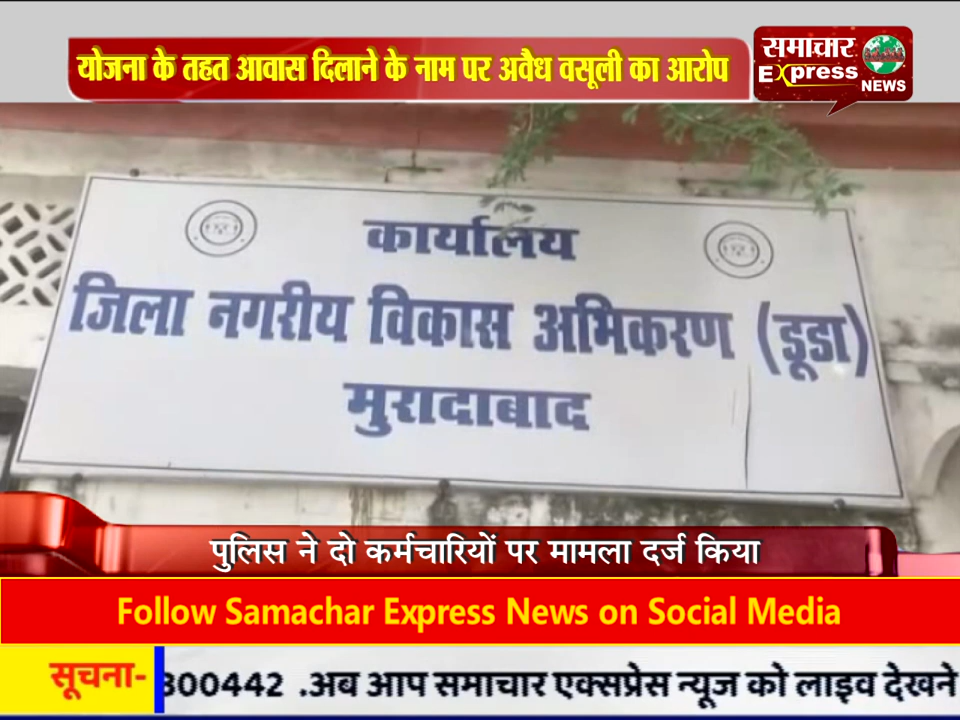 योजना के तहत आवास दिलाने के नाम पर अवैध वसूली का आरोप
समाचार
Express
NEWS
कार्यालय
जिला नगरीय विकास अभिकरण (डूडा)
मुरादाबाद
पुलिस ने दो कर्मचारियों पर मामला दर्ज किया
Follow Samachar Express News on Social Media
सूचना- 300442 .अब आप समाचार एक्सप्रेस न्यूज को लाइव देखने